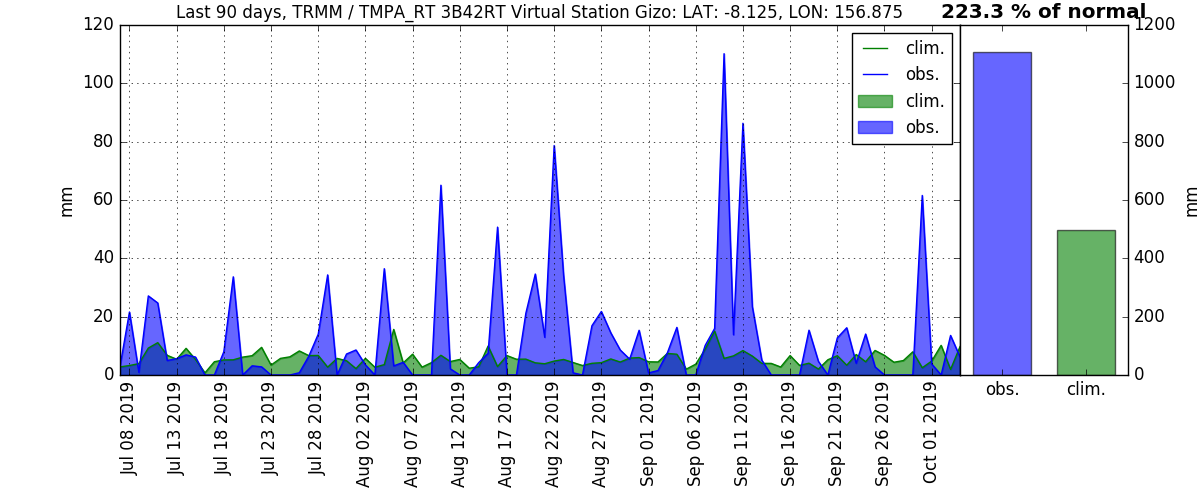 Last 90 days, TRMM / TMPA_RT 3B42RT Virtual Station Gizo: LAT: -8.125, LON: 156.875
223.3 % of normal
120
100
80
60
40
20
0
mm
clim.
obs.
clim.
obs.
Jul 08 2019
Jul 13 2019
Jul 18 2019
Jul 23 2019
Jul 28 2019
Aug 02 2019
Aug 07 2019
Aug 12 2019
Aug 17 2019
Aug 22 2019
Aug 27 2019
Sep 01 2019
Sep 06 2019
Sep 11 2019
Sep 16 2019
Sep 21 2019
Sep 26 2019
Oct 01 2019
1200
1000
800
600
400
200
0
mm
obs.
clim.